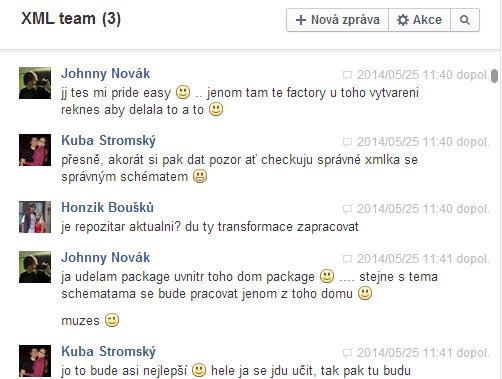 XML team (3)
Nová zpráva
Akce
Johnny Novák
2014/05/25 11:40 dopol.
jj tes mi pride easy .. jenom tam te factory u toho vytvareni
reknes aby delala to a to
Kuba Stromský
2014/05/25 11:40 dopol.
přesně, akorát si pak dat pozor ať checkuju správné xmlka se
správným schématem
Honzik Boušků
2014/05/25 11:40 dopol.
je repozitar aktualni? du ty transformace zapracovat
Johnny Novák
2014/05/25 11:41 dopol.
ja udelam package uvnitr toho dom package .... stejne s tema
schematama se bude pracovat jenom z toho domu
muzes
Kuba Stromský
2014/05/25 11:41 dopol.
jo to bude asi nejlepší hele ja se jdu učit, tak pak tu budu